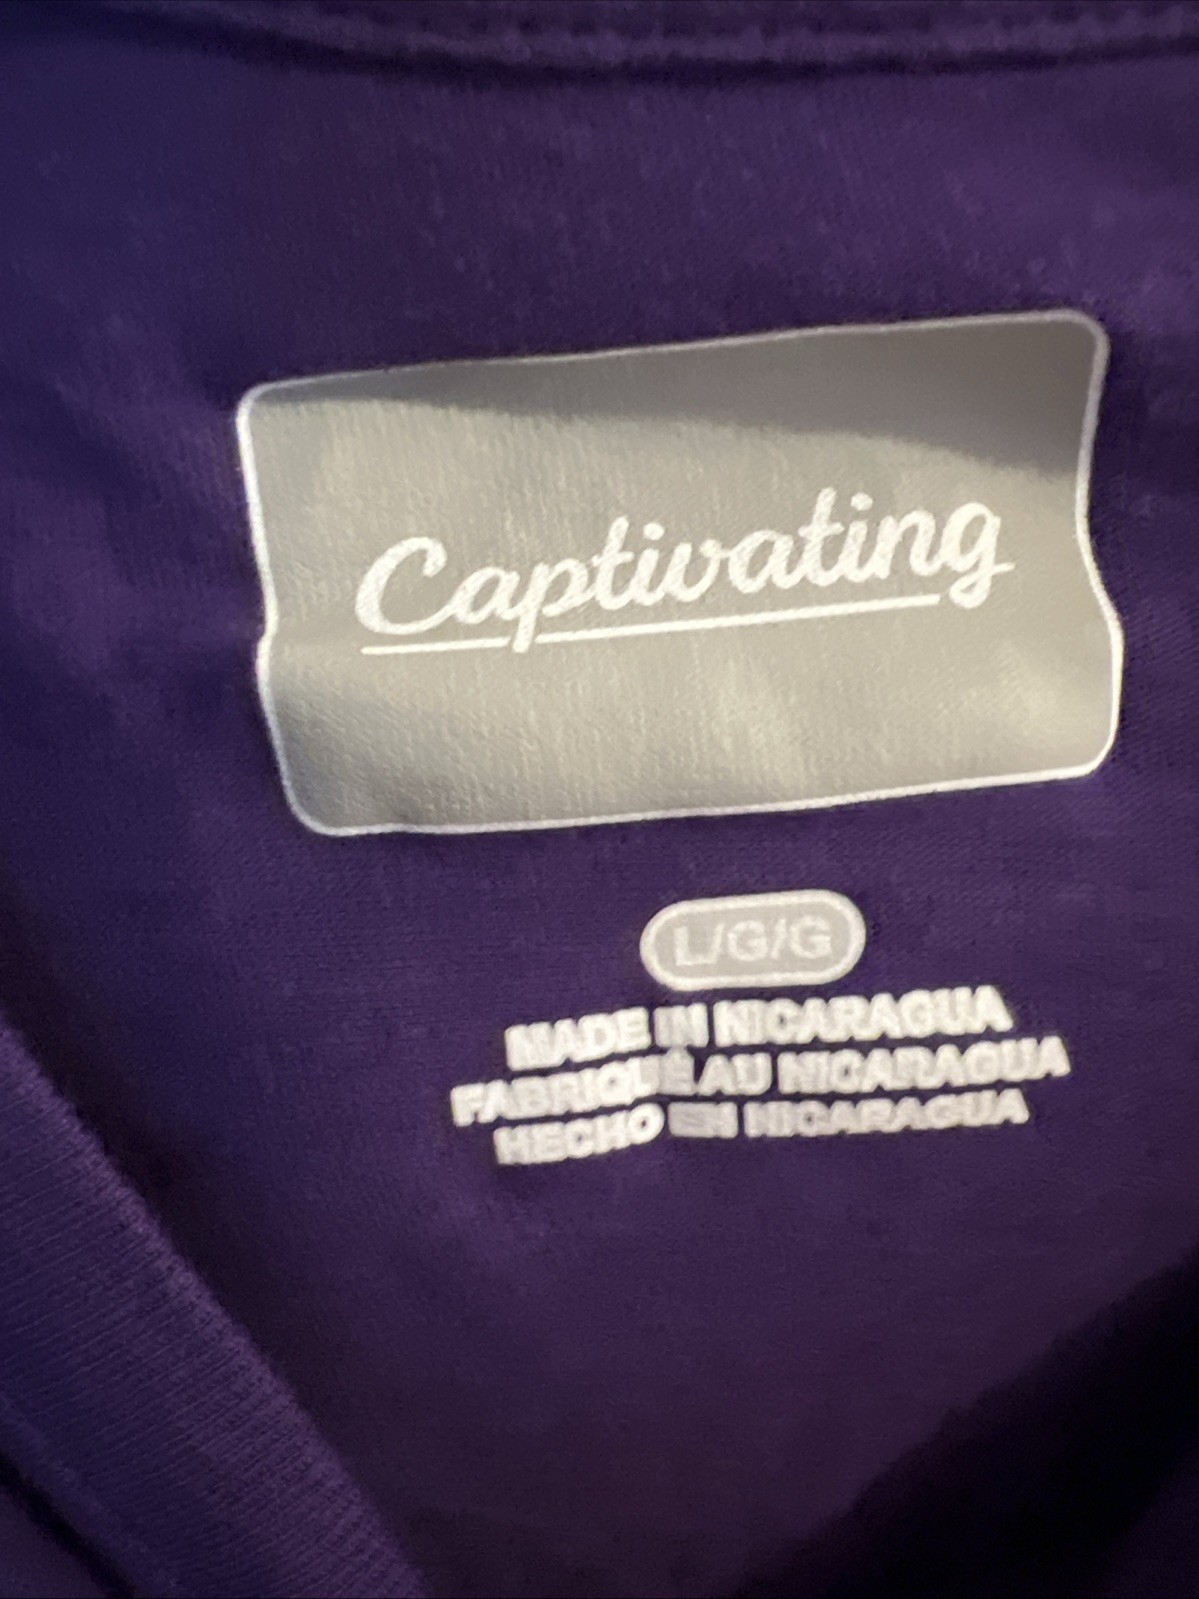 Captivating
L/G/G
MADE IN NICARAGUA
FABRIQUÉ AU NICARAGUA
HECHO EN NICARAGUA